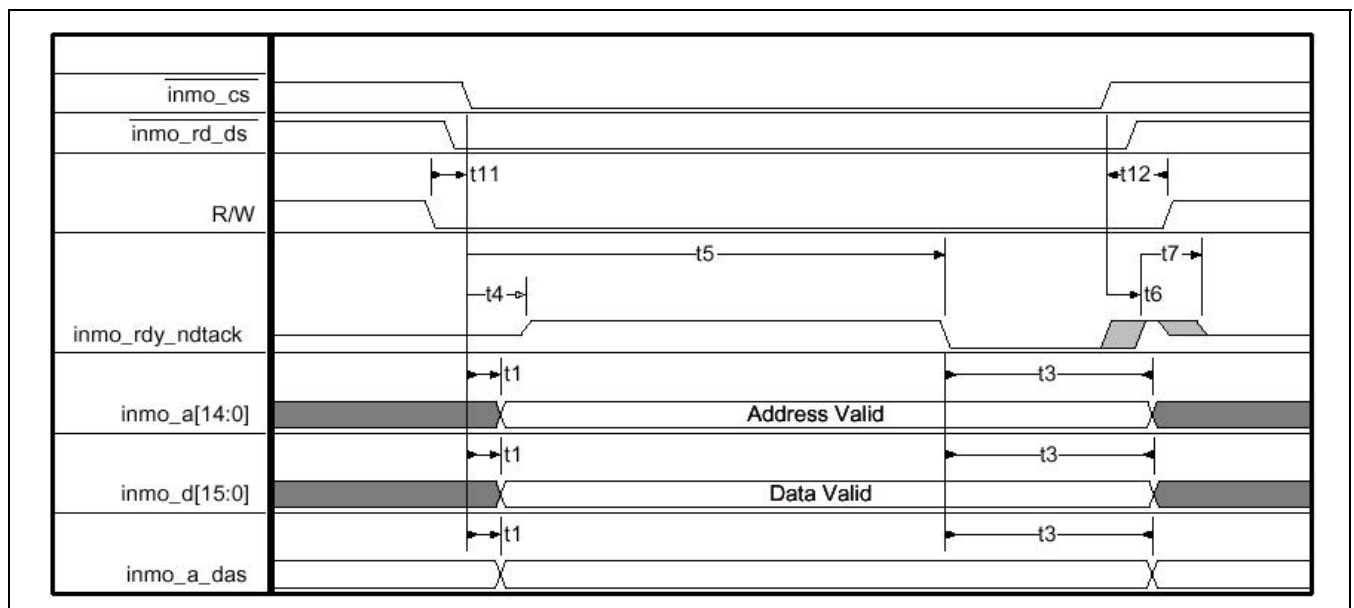 inmo_cs
inmo_rd_ds
t11
t12
R/W
t5
t7
t4
t6
inmo_rdy_ndtack
t1
t3
inmo_a[14:0]
Address Valid
t1
t3
inmo_d[15:0]
Data Valid
t1
t3
inmo_a_das